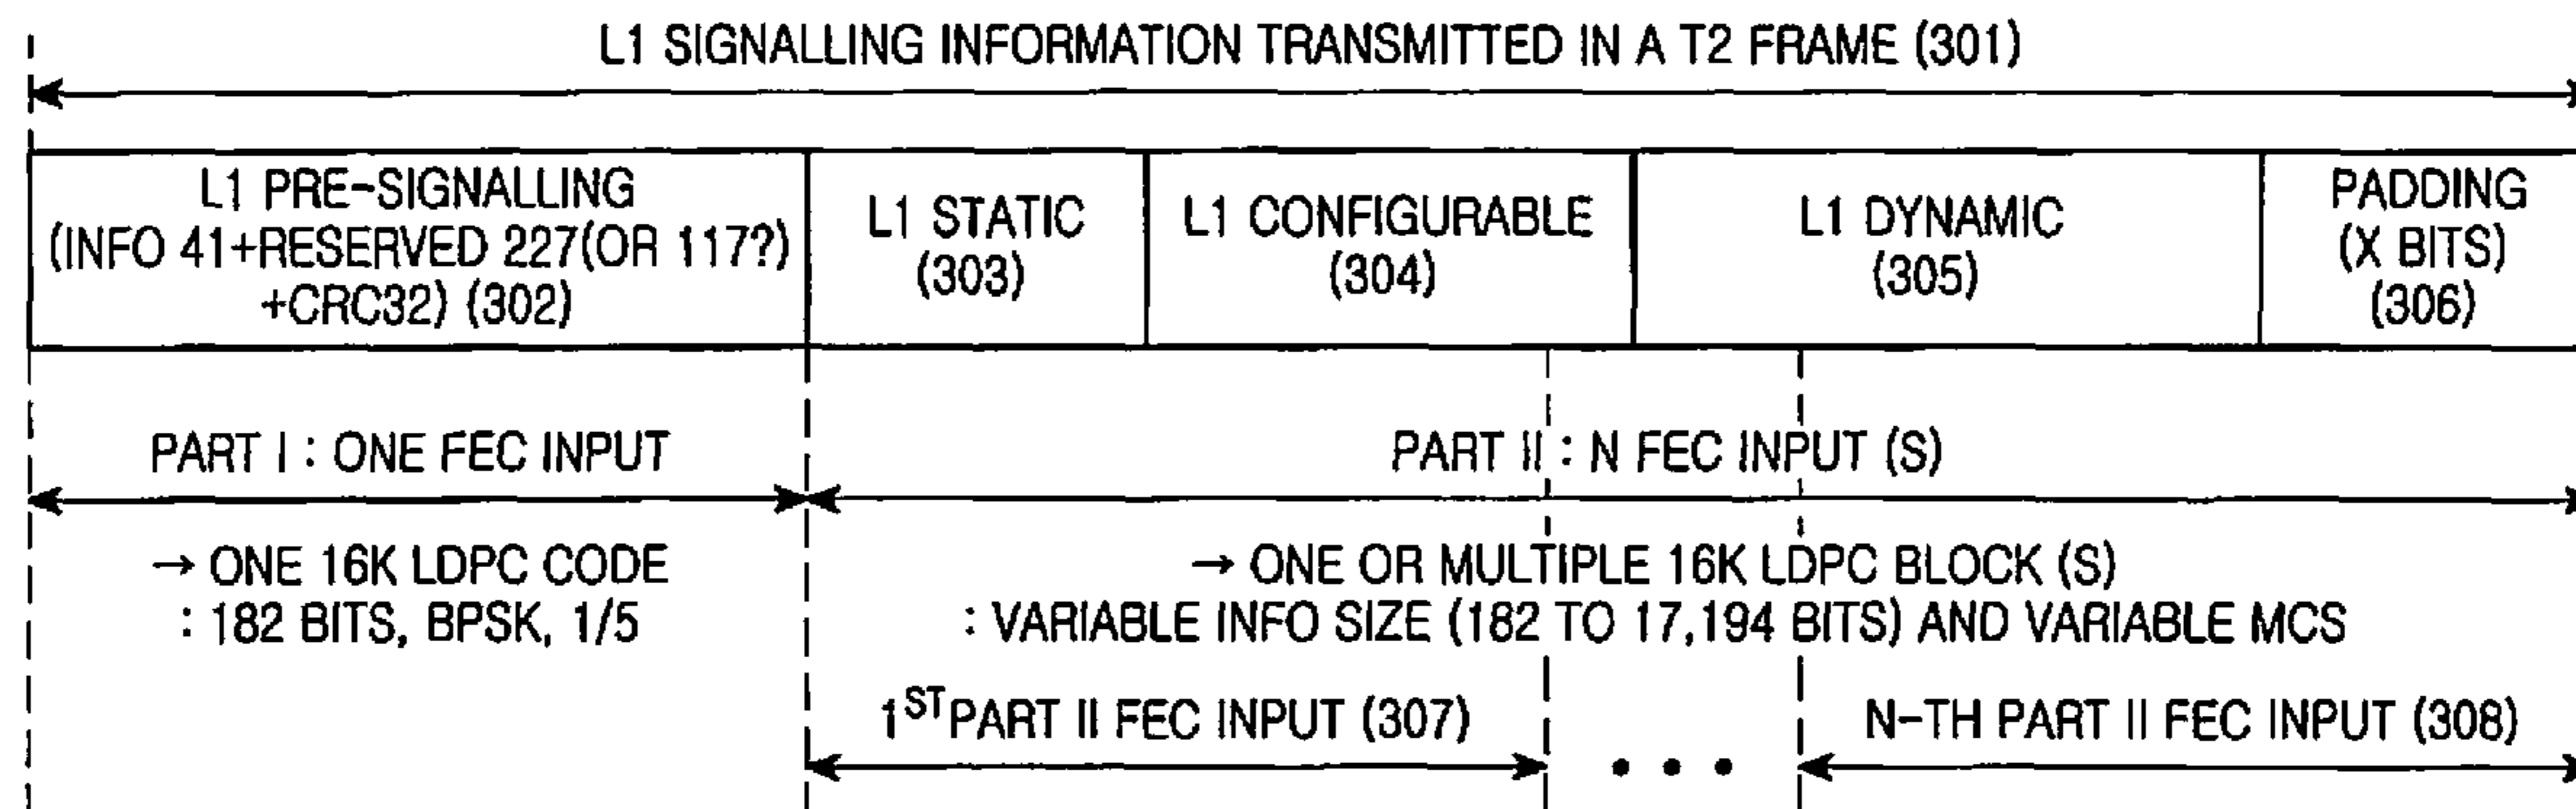 L1 SIGNALLING INFORMATION TRANSMITTED IN A T2 FRAME (301)
L1 PRE-SIGNALLING
(INFO 41+RESERVED 227(OR 117?)
+CRC32) (302)
L1 STATIC
(303)
L1 CONFIGURABLE
(304)
L1 DYNAMIC
(305)
PADDING
(X BITS)
(306)
PART I : ONE FEC INPUT
PART II : N FEC INPUT (S)
→ ONE 16K LDPC CODE
: 182 BITS, BPSK, 1/5
→ ONE OR MULTIPLE 16K LDPC BLOCK (S)
: VARIABLE INFO SIZE (182 TO 17,194 BITS) AND VARIABLE MCS
1ST PART II FEC INPUT (307)
• • •
N-TH PART II FEC INPUT (308)